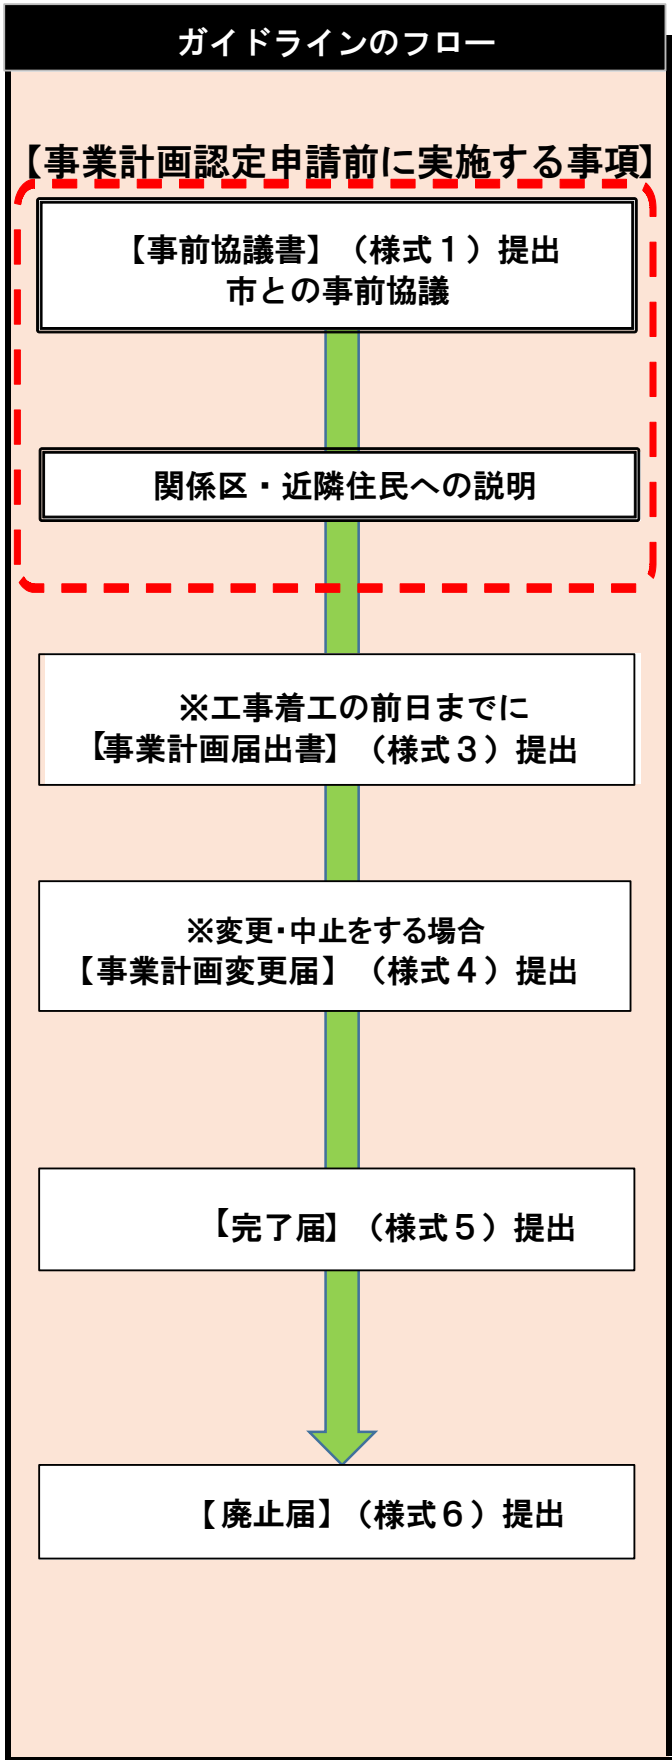 ガイドラインのフロー
【事業計画認定申請前に実施する事項】
【事前協議書】（様式１）提出
市との事前協議
関係区・近隣住民への説明
※工事着工の前日までに
【事業計画届出書】（様式３）提出
※変更・中止をする場合
【事業計画変更届】（様式４）提出
【完了届】（様式５）提出
【廃止届】（様式６）提出